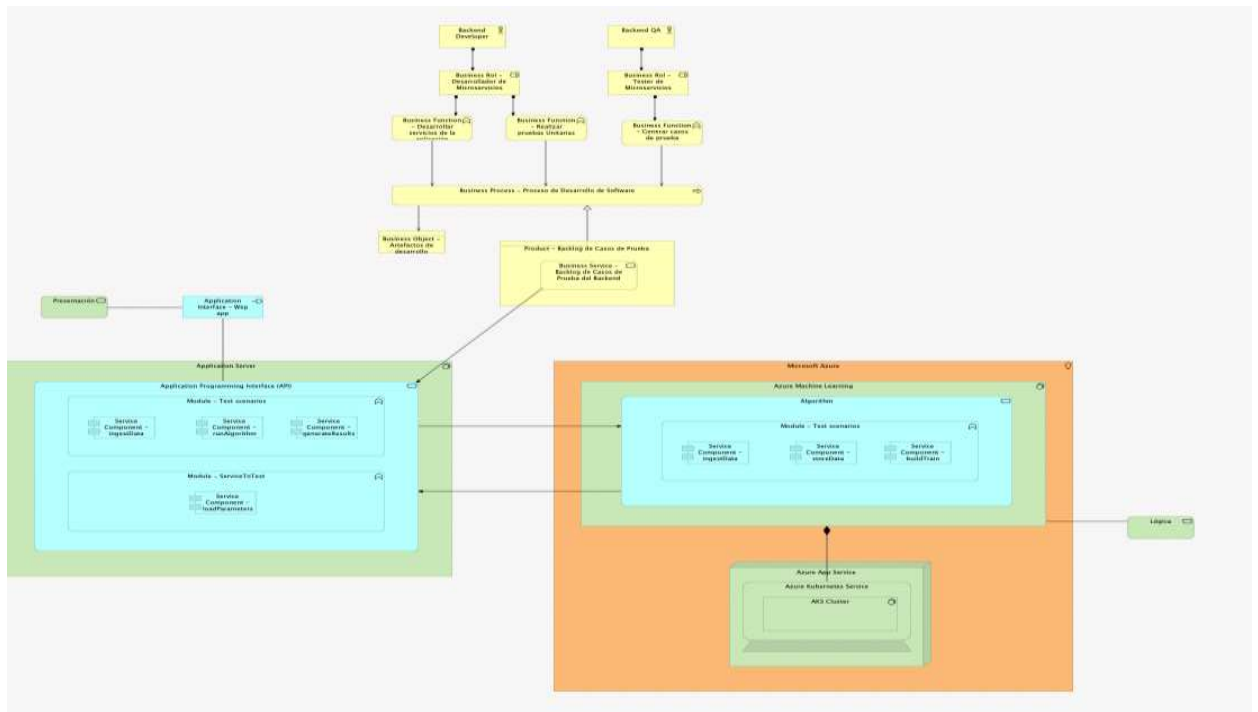 Backend
Developer
Backend QA
Business Rol –
Desarrollador de
Microservicios
Business Rol –
Tester de
Microservicios
Business Function
– Desarrollar
servicios de la
Business Function
– Realizar
pruebas Unitarias
Business Function
– Generar casos
de prueba
Business Process – Proceso de Desarrollo de Software
Business Object –
Artefactos de
desarrollo
Product – Backlog de Casos de Prueba
Business Service –
Backlog de Casos de
Prueba del Backend
Presentación
Application
Interface – Web
app
Application Server
Application Programming Interface (API)
Module – Test scenarios
Service
Component –
ingestData
Service
Component –
runAlgorithm
Service
Component –
generateResults
Module – ServiceToTest
Service
Component –
loadParameters
Microsoft Azure
Azure Machine Learning
Algorithm
Module – Test scenarios
Service
Component –
ingestData
Service
Component –
Service
Component –
buildTrain
Lógica
Azure App Service
Azure Kubernetes Service
AKS Cluster